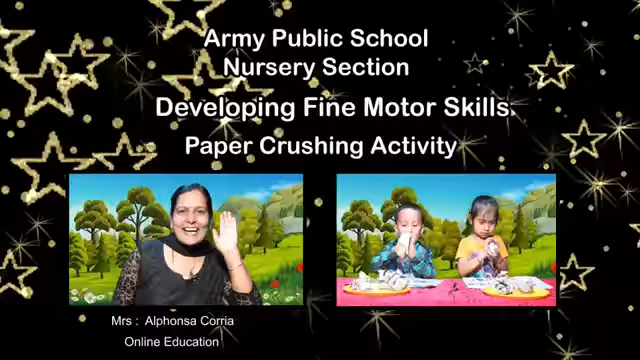 Army Public School
Nursery Section
Developing Fine Motor Skills
Paper Crushing Activity
Mrs : Alphonsa Corria
Online Education